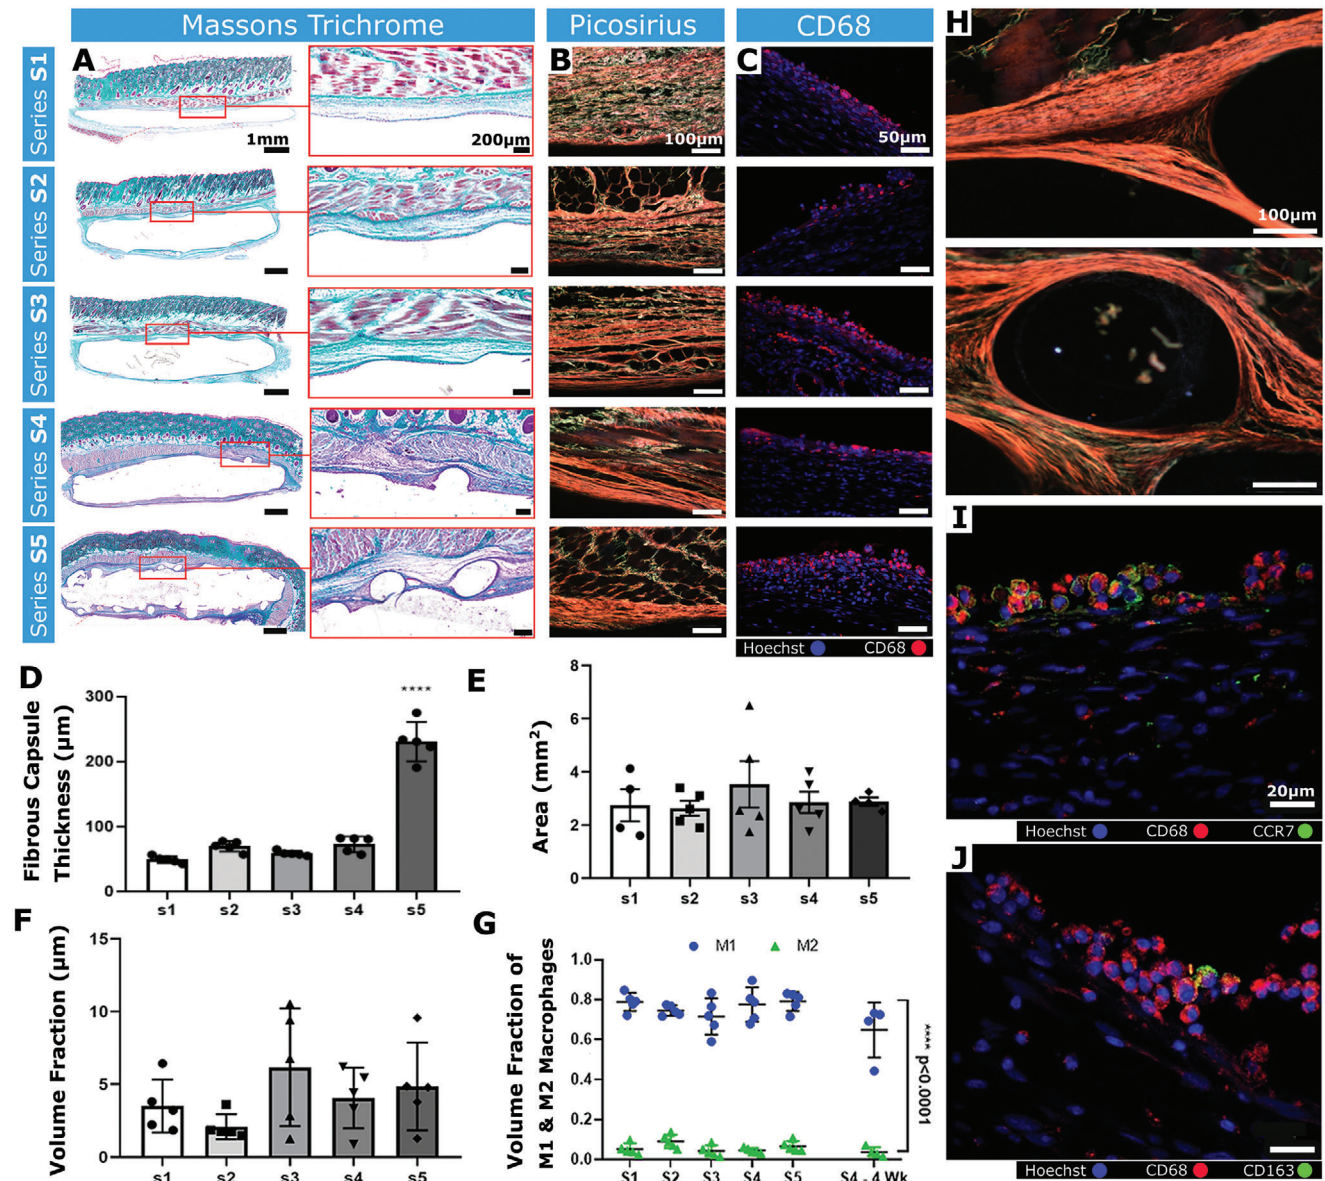 Massons Trichrome
Picosirius
CD68
A
B
C
H
Series S1
1mm
200µm
100µm
50µm
100µm
Series S2
Series S3
Series S4
Series S5
Hoechst CD68
I
20µm
Hoechst CD68 CCR7
J
Hoechst CD68 CD163
D
Fibrous Capsule
Thickness (µm)
300
200
100
0
s1 s2 s3 s4 s5
****
E
Area (mm²)
8
6
4
2
0
s1 s2 s3 s4 s5
F
Volume Fraction (µm)
15
10
5
0
s1 s2 s3 s4 s5
G
Volume Fraction of
M1 & M2 Macrophages
M1 M2
1.0
0.8
0.6
0.4
0.2
0.0
S1 S2 S3 S4 S5 S4 - 4 Wk
**** p<0.0001